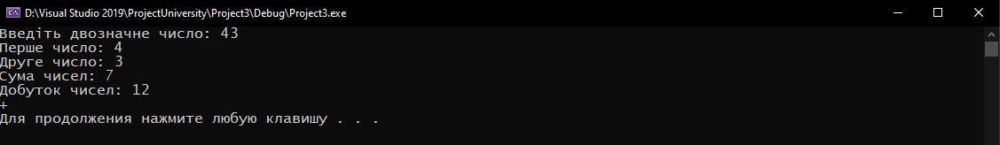 D:\Visual Studio 2019\ProjectUniversity\Project3\Debug\Project3.exe
Введіть двозначне число: 43
Перше число: 4
Друге число: 3
Сума чисел: 7
Добуток чисел: 12
+
Для продолжения нажмите любую клавишу . . .